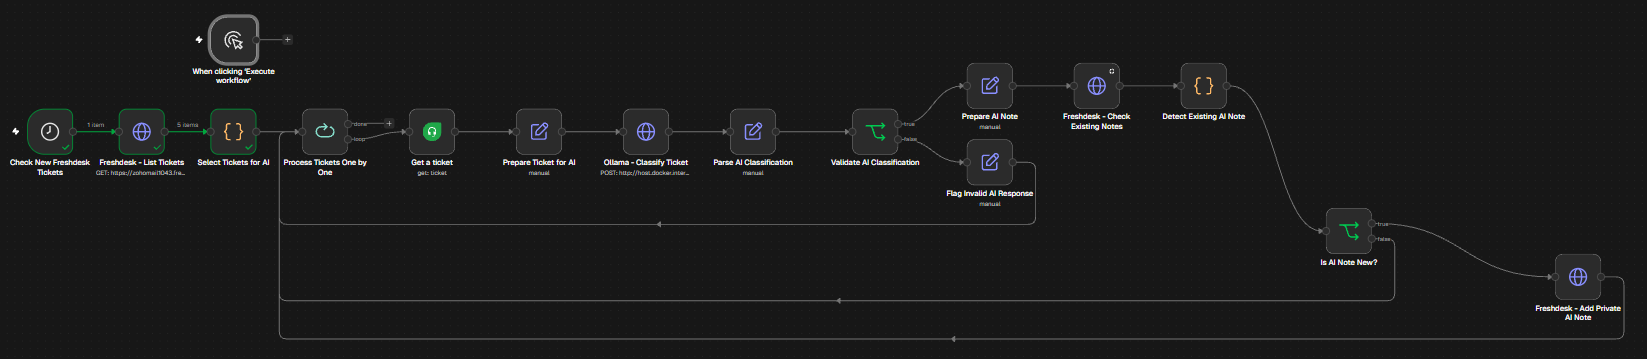 When clicking 'Execute
workflow'
1 item
5 items
Check New Freshdesk
Tickets
Freshdesk - List Tickets
GET: https://zohomail1043.fre...
Select Tickets for AI
done
loop
Process Tickets One by
One
Get a ticket
get: ticket
Prepare Ticket for AI
manual
Ollama - Classify Ticket
POST: http://host.docker.inter...
Parse AI Classification
manual
true
false
Validate AI Classification
Prepare AI Note
manual
Freshdesk - Check
Existing Notes
Detect Existing AI Note
Flag Invalid AI Response
manual
true
false
Is AI Note New?
Freshdesk - Add Private
AI Note